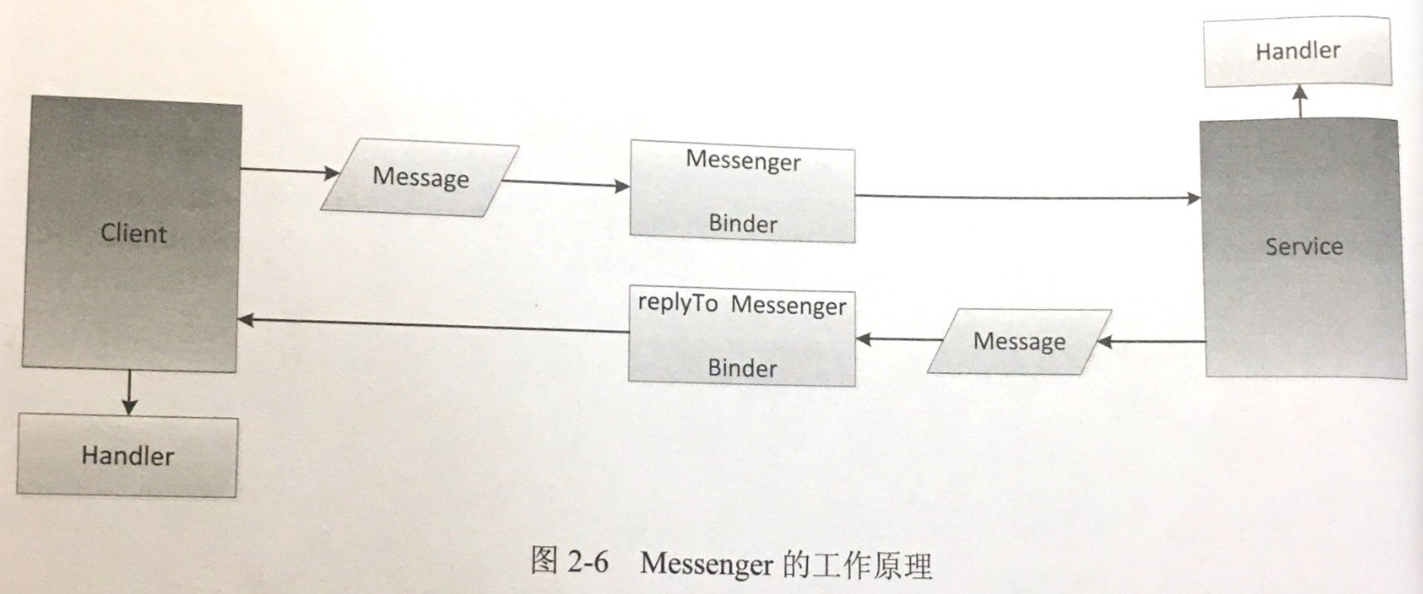 Handler
Client
Message
Messenger
Binder
Service
replyTo Messenger
Binder
Message
Handler
图 2-6 Messenger 的工作原理